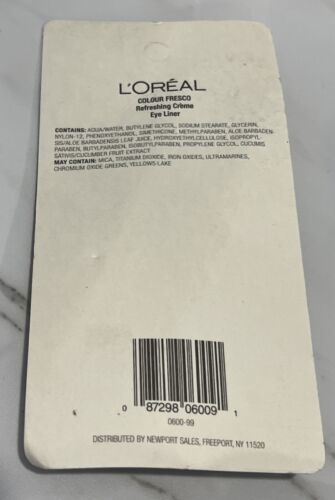 L'ORÉAL
COLOUR FRESCO
Refreshing Crème
Eye Liner
CONTAINS: AQUA/WATER, BUTYLENE GLYCOL, SODIUM STEARATE, GLYCERIN,
NYLON-12, PHENOXYETHANOL, SIMETHICONE, METHYLPARABEN, ALOE BARBADEN-
SIS/ALOE BARBADENSIS LEAF JUICE, HYDROXYETHYLCELLULOSE, ISOPROPYL-
PARABEN, BUTYLPARABEN, ISOBUTYLPARABEN, PROPYLENE GLYCOL, CUCUMIS
SATIVIS/CUCUMBER FRUIT EXTRACT
MAY CONTAIN: MICA, TITANIUM DIOXIDE, IRON OXIDES, ULTRAMARINES,
CHROMIUM OXIDE GREENS, YELLOW5 LAKE
0 87298 06009 1
0600-99
DISTRIBUTED BY NEWPORT SALES, FREEPORT, NY 11520